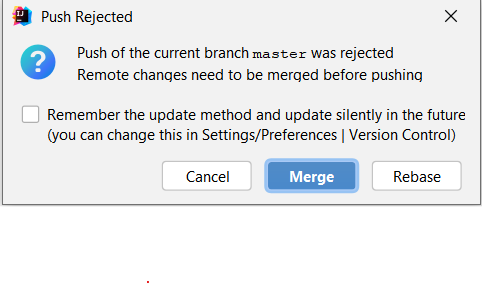 Push Rejected
Push of the current branch master was rejected
Remote changes need to be merged before pushing
Remember the update method and update silently in the future
(you can change this in Settings/Preferences | Version Control)
Cancel
Merge
Rebase